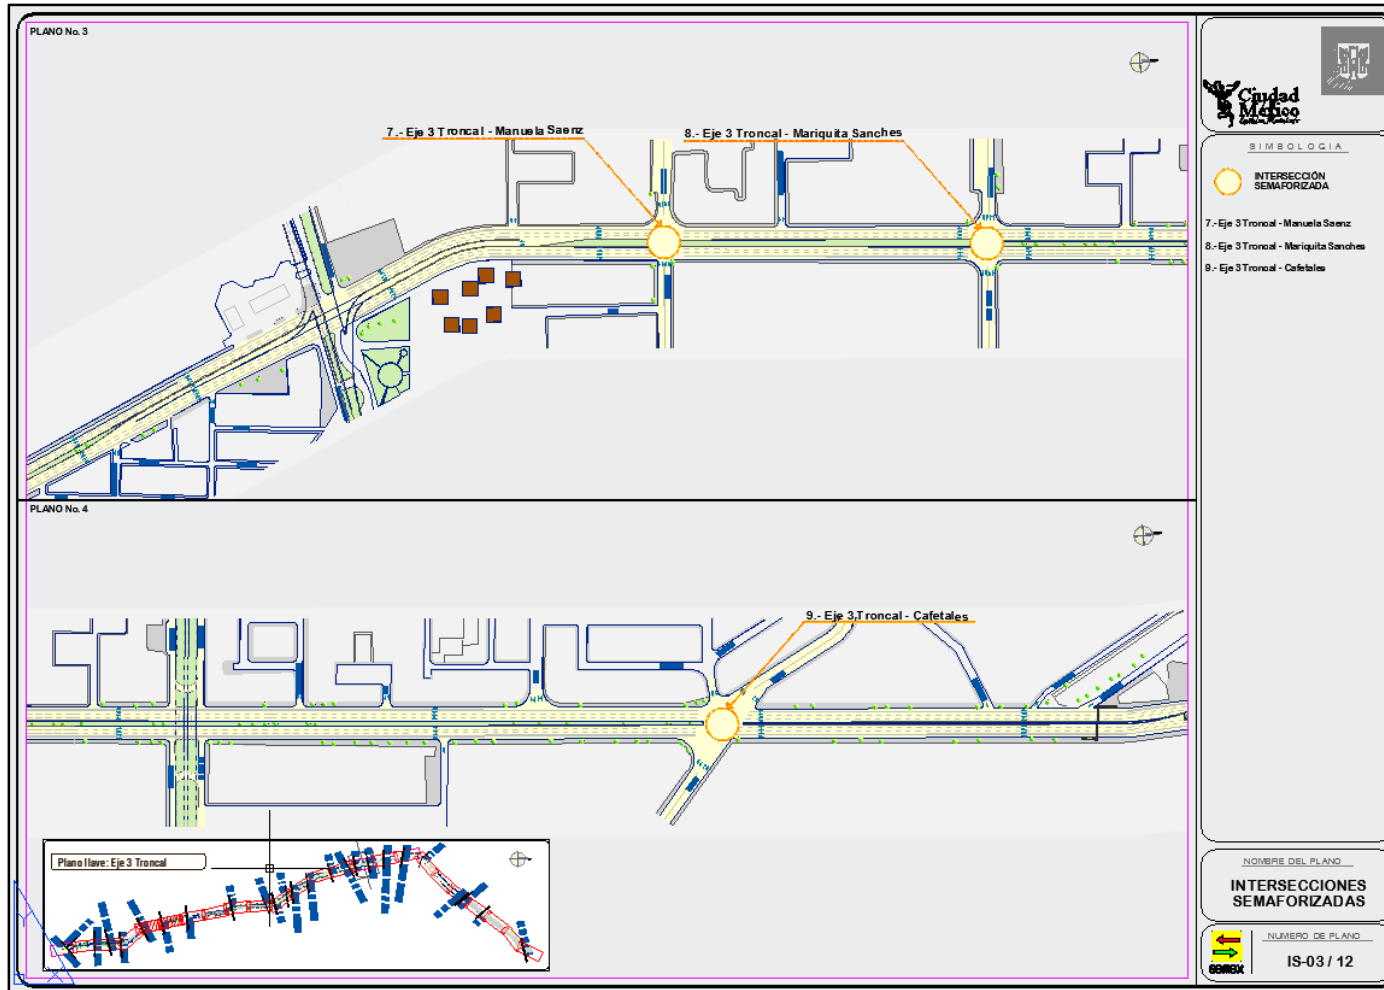 PLANO No. 3
7.- Eje 3 Troncal - Manuela Saenz
8.- Eje 3 Troncal - Mariquita Sanches
PLANO No. 4
9.- Eje 3 Troncal - Cafetales
Plano llave: Eje 3 Troncal
Ciudad
México
SIMBOLOGIA
INTERSECCIÓN
SEMAFORIZADA
7.-Eje 3 Troncal - Manuela Saenz
8.-Eje 3 Troncal - Mariquita Sanches
9.- Eje 3 Troncal - Cafetales
NOMBRE DEL PLANO
INTERSECCIONES
SEMAFORIZADAS
NUMERO DE PLANO
IS-03 / 12